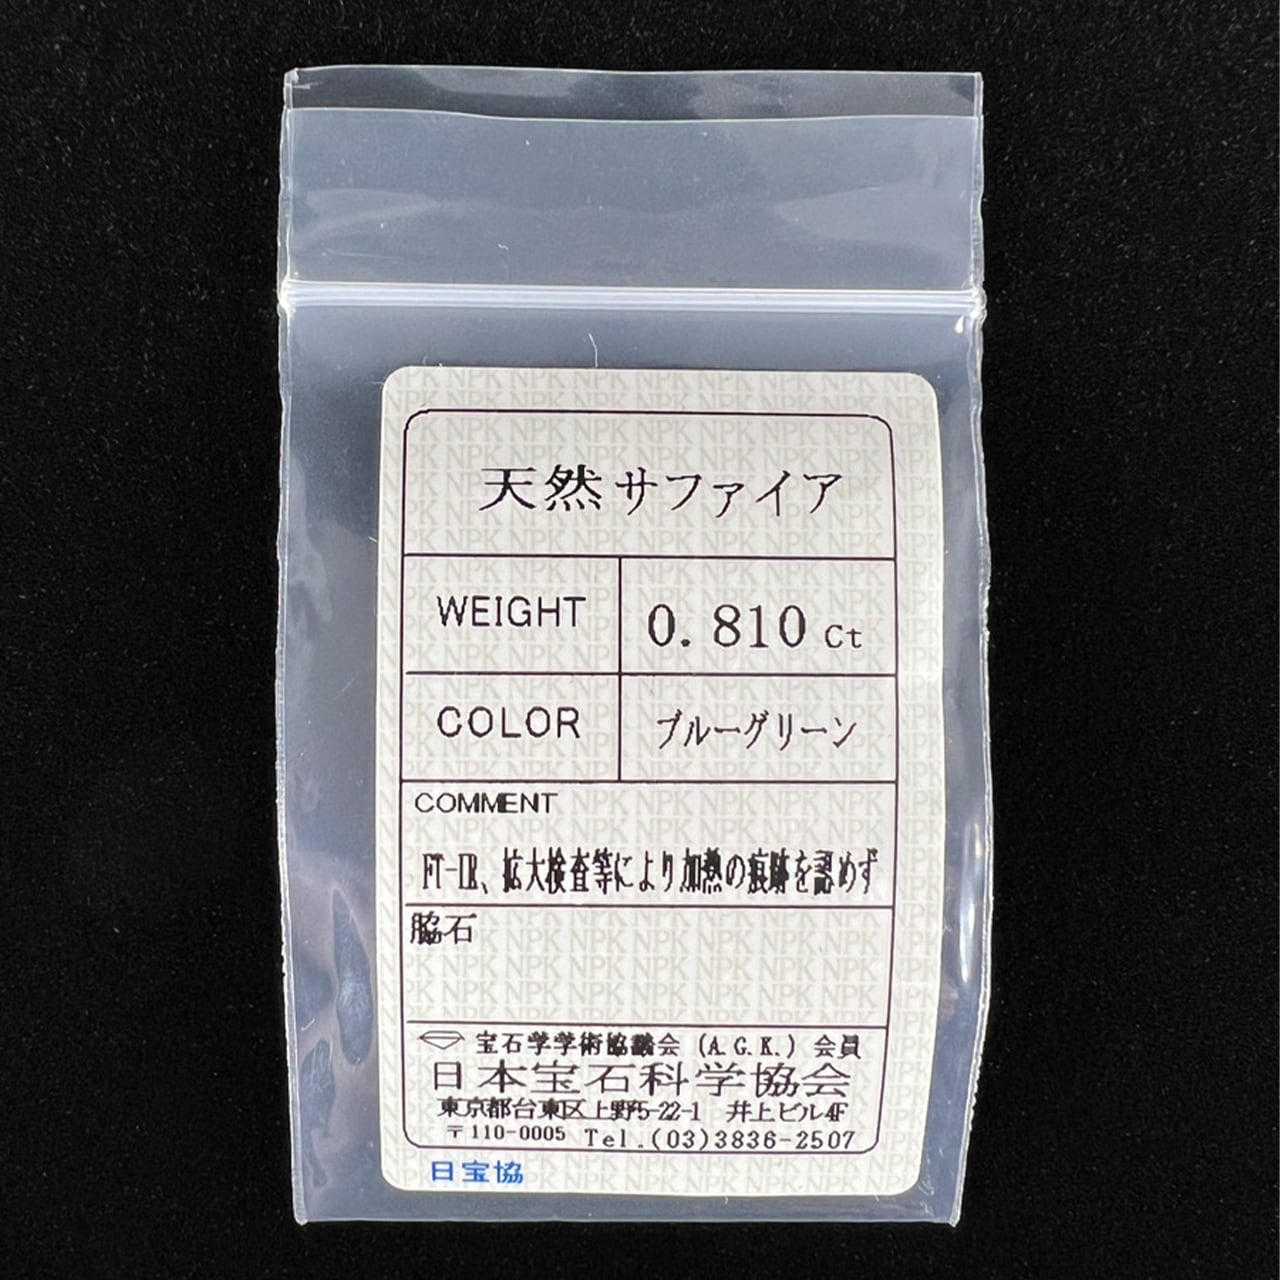 天然サファイア
WEIGHT 0.810 Ct
COLOR ブルーグリーン
COMMENT
FT-IR、拡大検査等により加熱の痕跡を認めず
脇石
宝石学学術協議会 (A.G.K.) 会員
日本宝石科学協会
東京都台東区上野5-22-1 井上ビル4F
〒110-0005 Tel.(03)3836-2507
日宝協